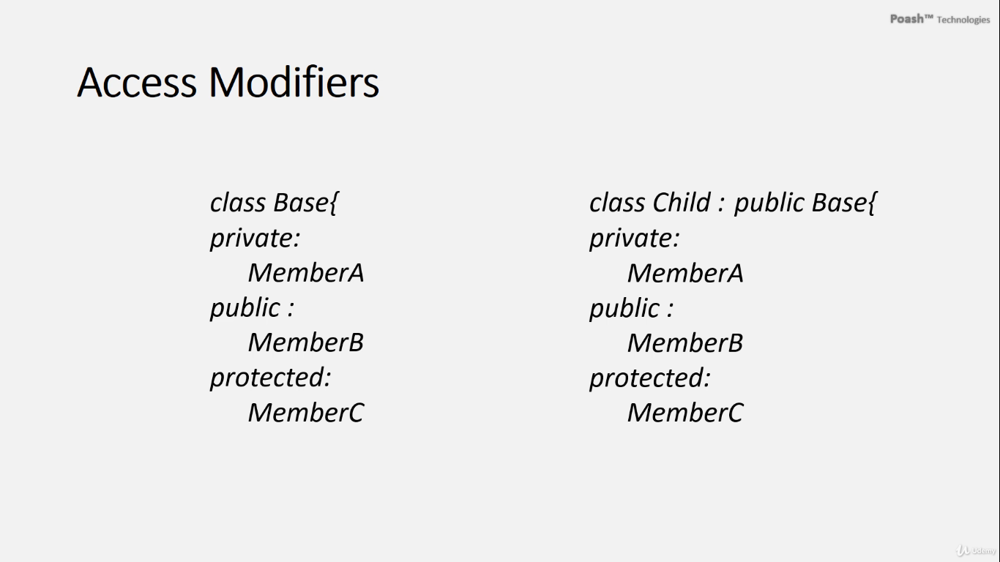 Poash™ Technologies
Access Modifiers
class Base{
private:
MemberA
public :
MemberB
protected:
MemberC
class Child : public Base{
private:
MemberA
public :
MemberB
protected:
MemberC
Udemy